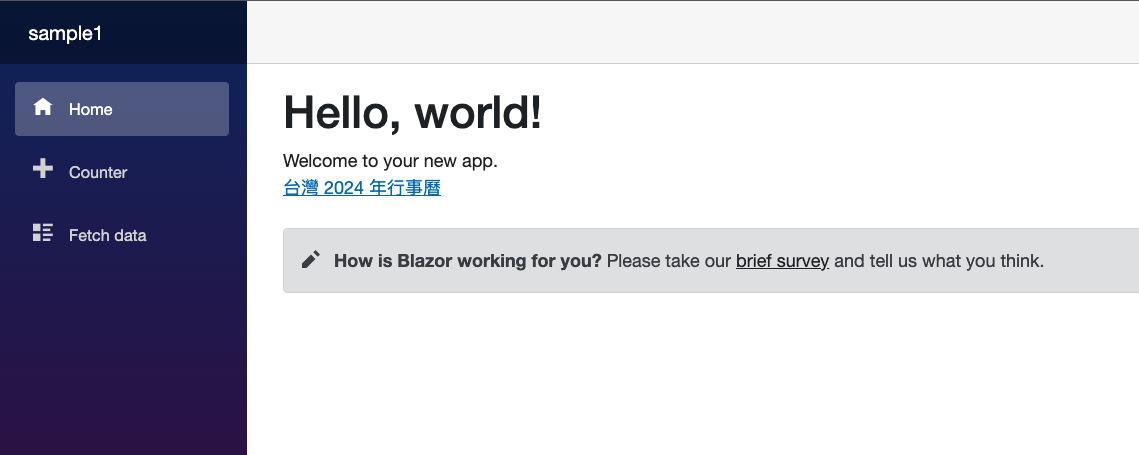 sample1
Home
Counter
Fetch data
Hello, world!
Welcome to your new app.
台灣 2024 年行事曆
How is Blazor working for you? Please take our brief survey and tell us what you think.